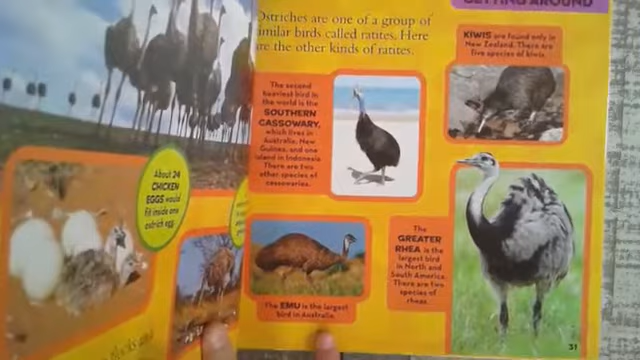 About 24
CHICKEN
EGGS would
fit inside one
ostrich egg
flocks and
Ostriches are one of a group of
similar birds called ratites. Here
are the other kinds of ratites.
The second
heaviest bird in
the world is the
SOUTHERN
CASSOWARY,
which lives in
Australia, New
Guinea, and one
island in Indonesia
There are two
other species of
cassowaries.
The EMU is the largest
bird in Australia.
GETTING AROUND
KIWIS are found only in
New Zealand. There are
five species of kiwis.
The
GREATER
RHEA is the
largest bird
in North and
South America.
There are two
species of
rheas.
31